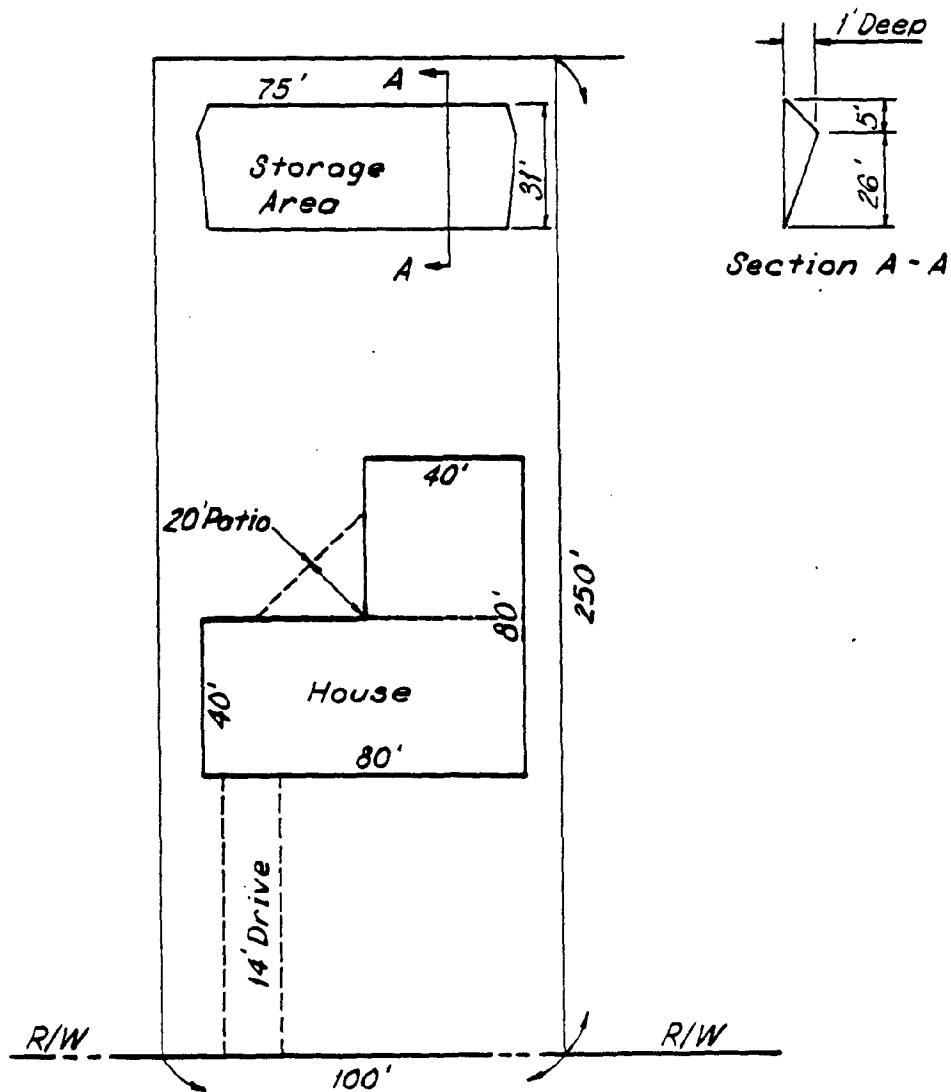 1' Deep
A
75'
5'
Storage
Area
31'
26'
A
Section A-A
40'
20' Patio
250'
80'
House
40'
80'
14' Drive
R/W
R/W
100'